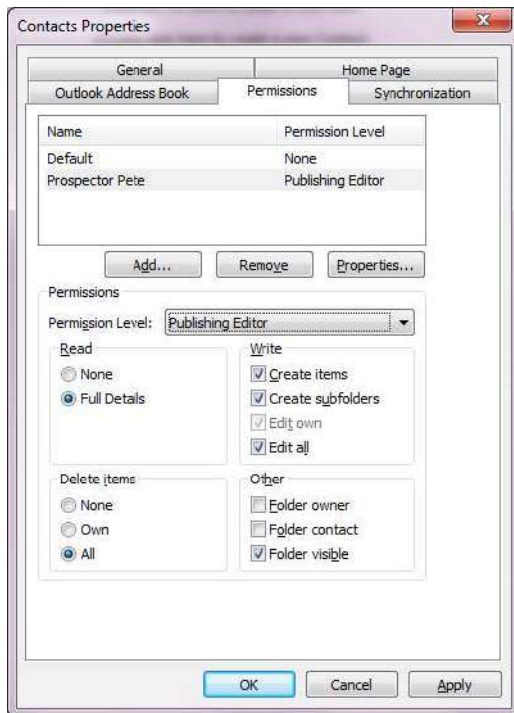 Contacts Properties
General
Home Page
Outlook Address Book
Permissions
Synchronization
Name
Permission Level
Default
None
Prospector Pete
Publishing Editor
Add...
Remove
Properties...
Permissions
Permission Level:
Publishing Editor
Read
None
Full Details
Write
Create items
Create subfolders
Edit own
Edit all
Delete items
None
Own
All
Other
Folder owner
Folder contact
Folder visible
OK
Cancel
Apply